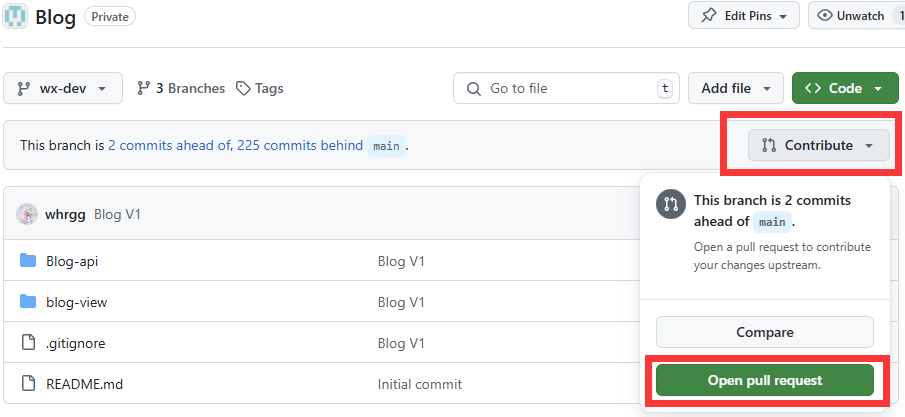 Blog Private
Edit Pins
Unwatch 1
wx-dev
3 Branches
Tags
Go to file t
Add file
<> Code
This branch is 2 commits ahead of, 225 commits behind main .
Contribute
whrgg Blog V1
This branch is 2 commits
ahead of main .
Open a pull request to contribute
your changes upstream.
Blog-api Blog V1
blog-view Blog V1
Compare
.gitignore Blog V1
Open pull request
README.md Initial commit